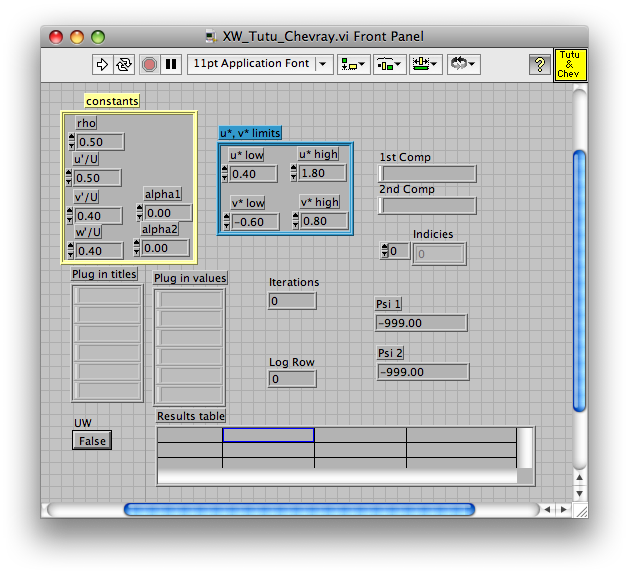 XW_Tutu_Chevray.vi Front Panel
11pt Application Font
?
Tutu
&
Chev
constants
rho
0.50
u'/U
0.50
v'/U
0.40
w'/U
0.40
alpha1
0.00
alpha2
0.00
u*, v* limits
u* low
0.40
u* high
1.80
v* low
-0.60
v* high
0.80
1st Comp
2nd Comp
Indicies
0
0
Plug in titles
Plug in values
Iterations
0
Log Row
0
Psi 1
-999.00
Psi 2
-999.00
UW
False
Results table